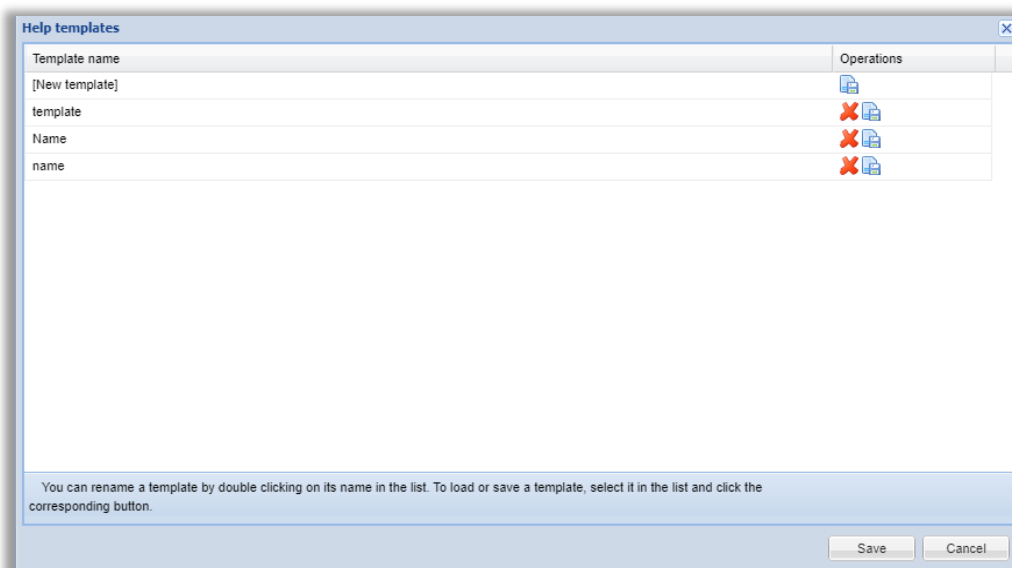 Help templates
Template name Operations
[New template]
template
Name
name
You can rename a template by double clicking on its name in the list. To load or save a template, select it in the list and click the
corresponding button.
Save Cancel